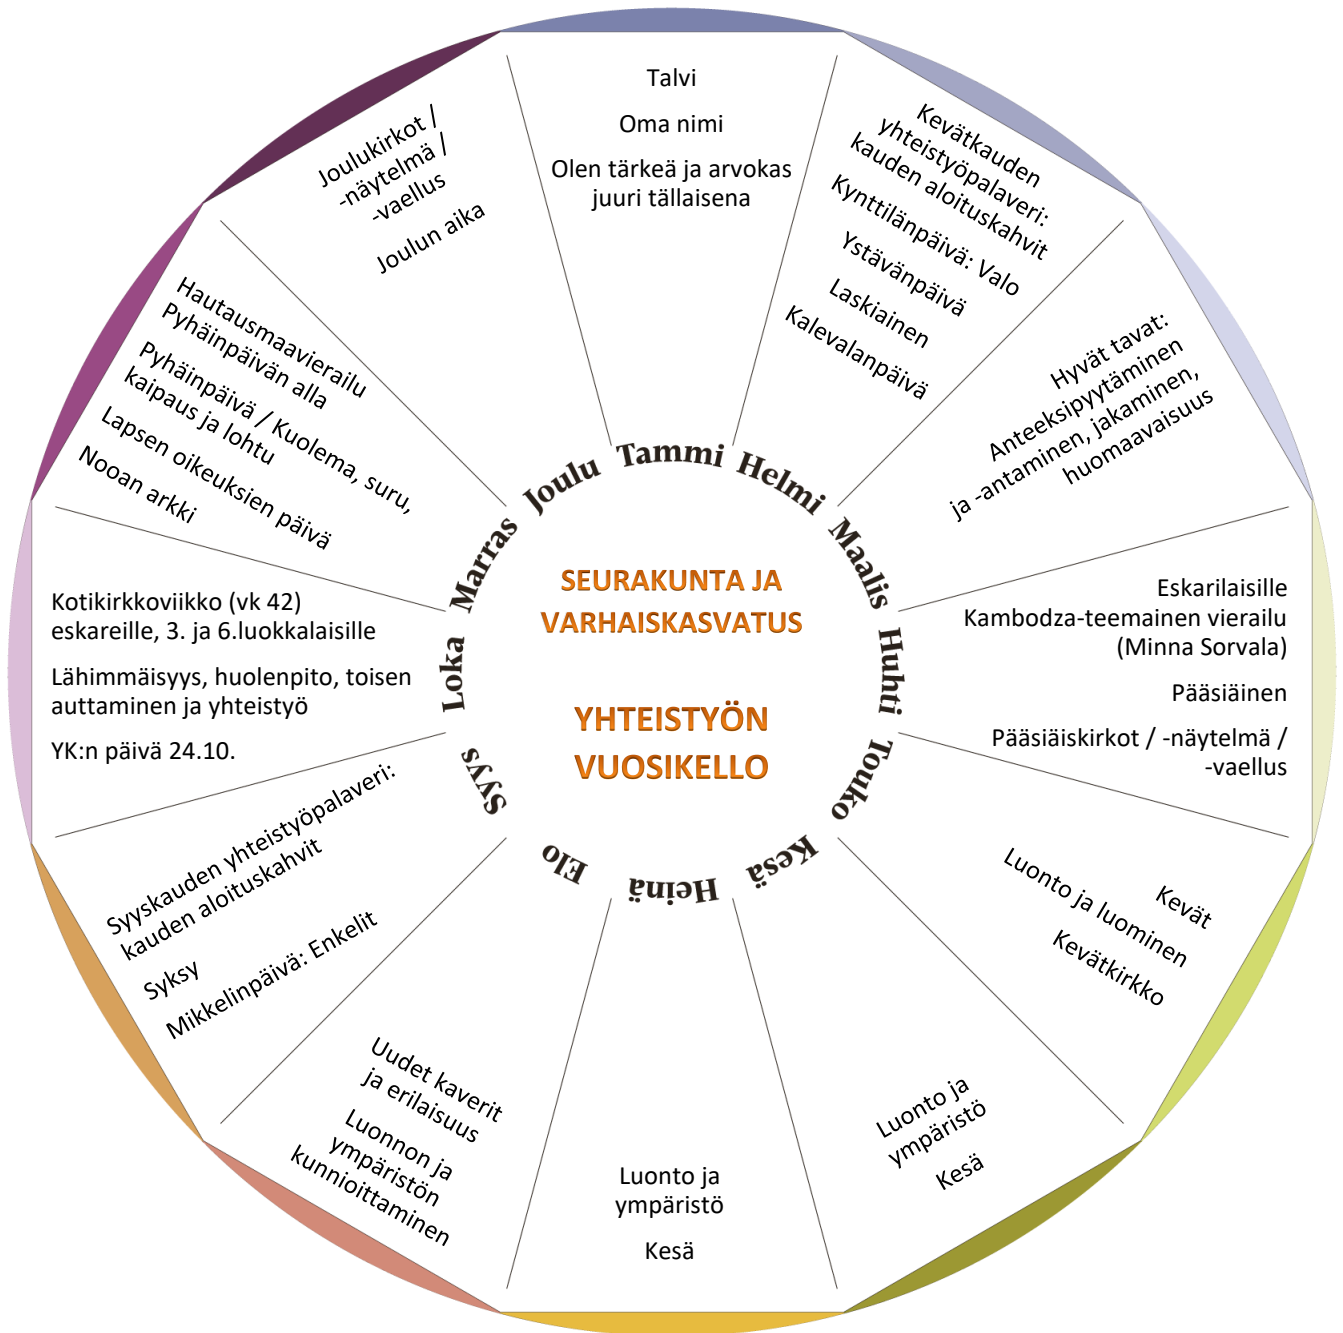 SEURAKUNTA JA
VARHAISKASVATUS
YHTEISTYÖN
VUOSIKELLO
Tammi
Talvi
Oma nimi
Olen tärkeä ja arvokas
juuri tällaisena
Helmi
Kevätkauden
yhteistyöpalaveri:
kauden aloituskahvit
Kynttilänpäivä: Valo
Ystävänpäivä
Laskiainen
Kalevalanpäivä
Maalis
Hyvät tavat:
Anteeksipyytäminen
ja -antaminen, jakaminen,
huomaavaisuus
Huhti
Eskarilaisille
Kambodza-teemainen vierailu
(Minna Sorvala)
Pääsiäinen
Pääsiäiskirkot / -näytelmä /
-vaellus
Touko
Kevät
Luonto ja luominen
Kevätkirkko
Kesä
Luonto ja
ympäristö
Kesä
Heinä
Luonto ja
ympäristö
Kesä
Elo
Uudet kaverit
ja erilaisuus
Luonnon ja
ympäristön
kunnioittaminen
Syys
Syyskauden yhteistyöpalaveri:
kauden aloituskahvit
Syksy
Mikkelinpäivä: Enkelit
Loka
Kotikirkkoviikko (vk 42)
eskareille, 3. ja 6.luokkalaisille
Lähimmäisyys, huolenpito, toisen
auttaminen ja yhteistyö
YK:n päivä 24.10.
Marras
Hautausmaavierailu
Pyhäinpäivän alla
Pyhäinpäivä / Kuolema, suru,
kaipaus ja lohtu
Lapsen oikeuksien päivä
Nooan arkki
Joulu
Joulukirkot /
-näytelmä /
-vaellus
Joulun aika